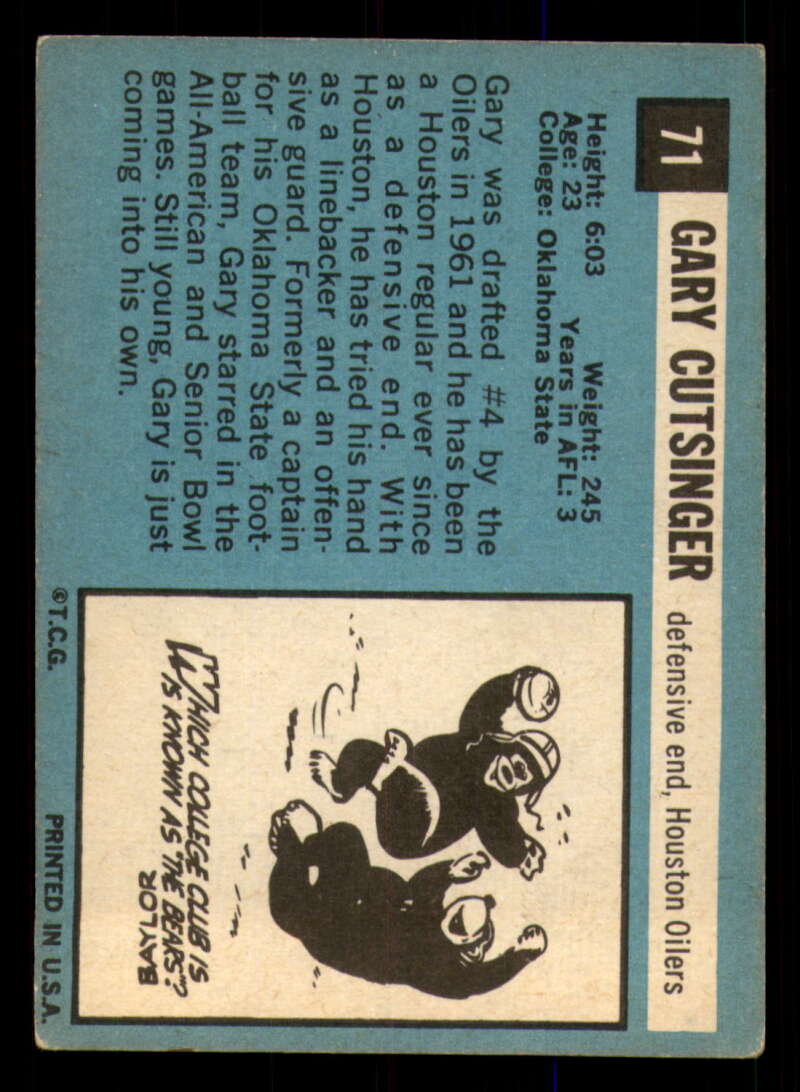 71 GARY CUTSINGER defensive end, Houston Oilers
Height: 6:03 Weight: 245
Age: 23 Years in AFL: 3
College: Oklahoma State
Gary was drafted #4 by the
Oilers in 1961 and he has been
a Houston regular ever since
as a defensive end. With
Houston, he has tried his hand
as a linebacker and an offen-
sive guard. Formerly a captain
for his Oklahoma State foot-
ball team, Gary starred in the
All-American and Senior Bowl
games. Still young, Gary is just
coming into his own.
WHICH COLLEGE CLUB IS
IS KNOWN AS "THE BEARS"?
BAYLOR
©T.C.G. PRINTED IN U.S.A.